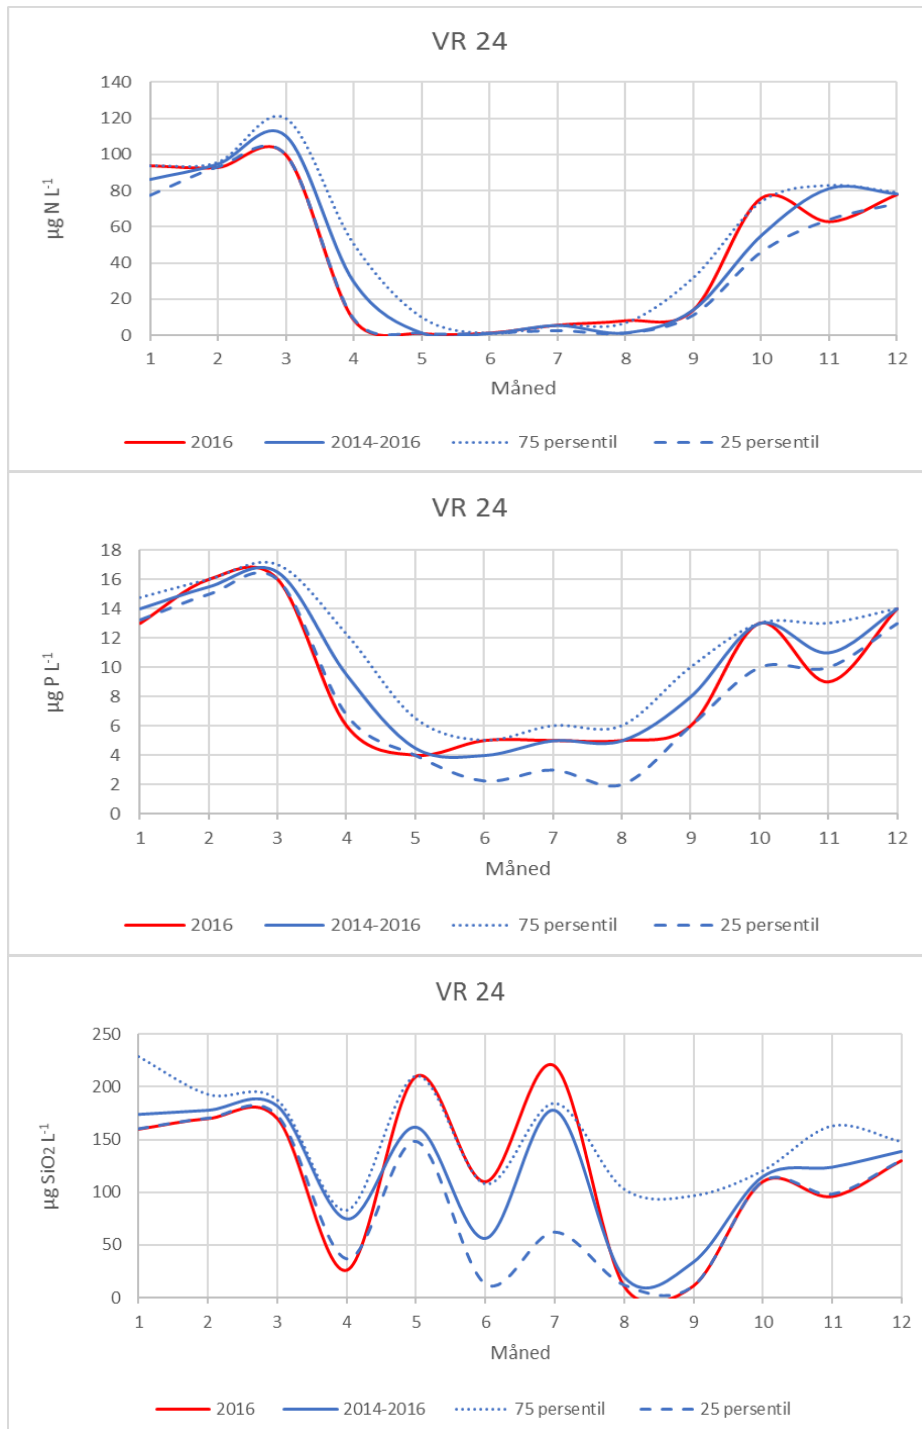 VR 24
140
120
100
80
60
40
20
0
µg N L-1
1 2 3 4 5 6 7 8 9 10 11 12
Måned
2016 2014-2016 75 persentil 25 persentil
VR 24
18
16
14
12
10
8
6
4
2
0
µg P L-1
1 2 3 4 5 6 7 8 9 10 11 12
Måned
2016 2014-2016 75 persentil 25 persentil
VR 24
250
200
150
100
50
0
µg SiO2 L-1
1 2 3 4 5 6 7 8 9 10 11 12
Måned
2016 2014-2016 75 persentil 25 persentil